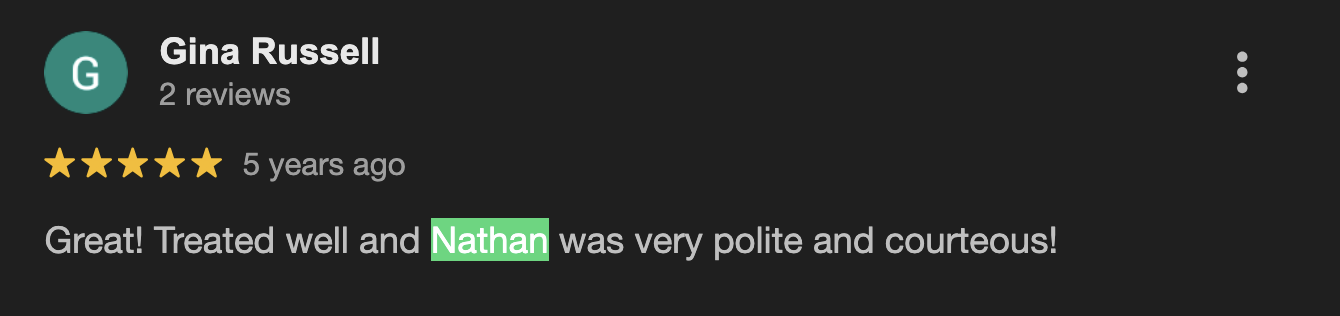 G
Gina Russell
2 reviews
5 years ago
Great! Treated well and Nathan was very polite and courteous!